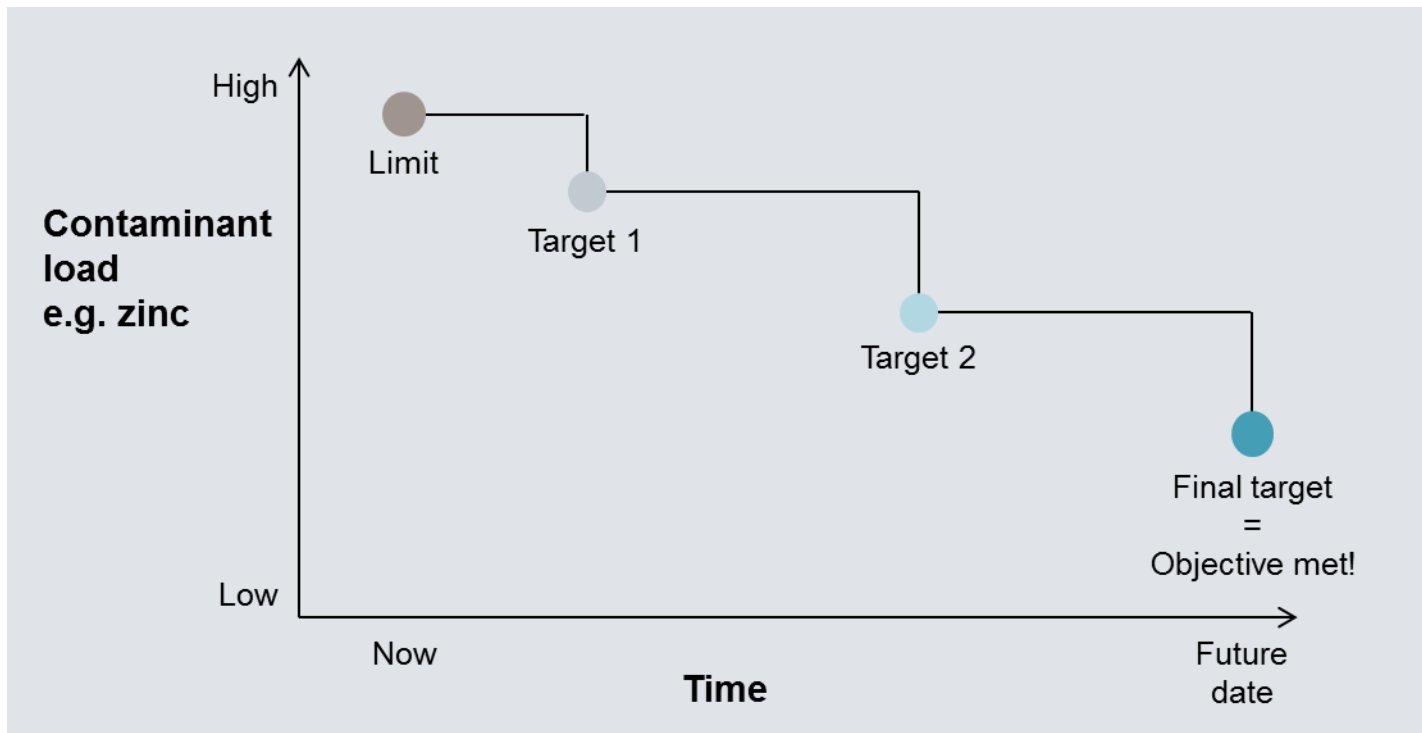 High
Limit
Contaminant
load
e.g. zinc
Target 1
Target 2
Final target
=
Objective met!
Low
Now
Future
date
Time